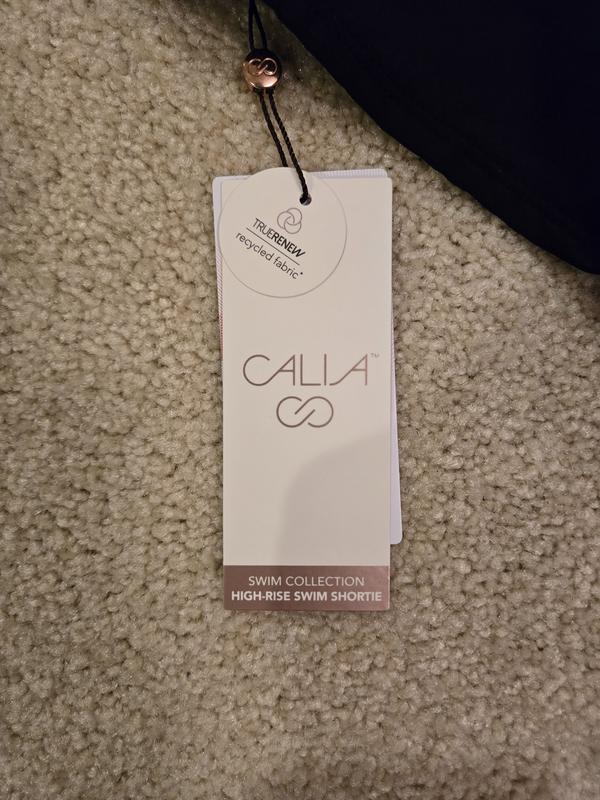 TRUERENEW
recycled fabric*
CALIA™
SWIM COLLECTION
HIGH-RISE SWIM SHORTIE